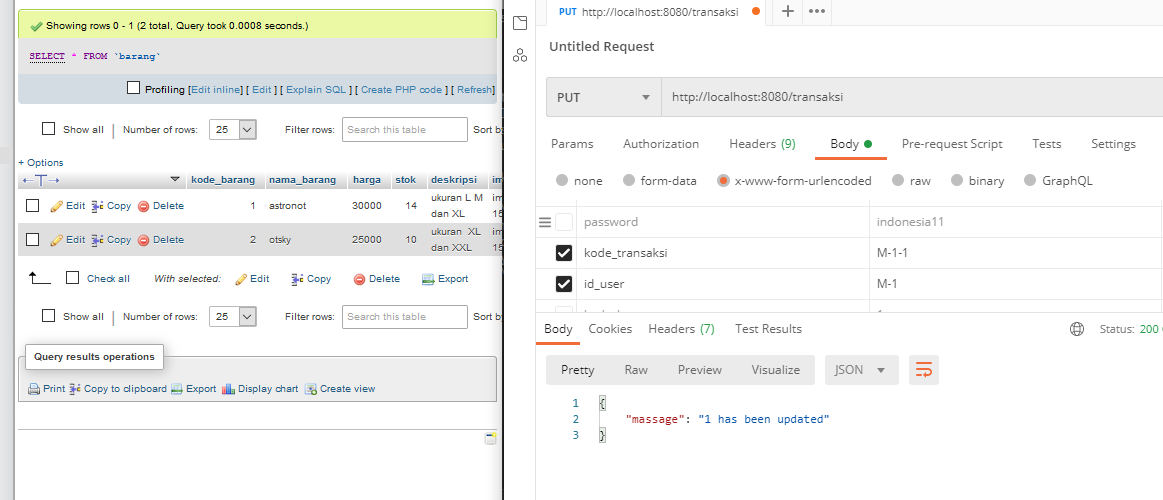 Showing rows 0 - 1 (2 total, Query took 0.0008 seconds.)
SELECT * FROM `barang`
Profiling [Edit inline] [ Edit ] [ Explain SQL ] [ Create PHP code ] [ Refresh]
Show all | Number of rows: 25 Filter rows: Search this table Sort by
+ Options
kode_barang nama_barang harga stok deskripsi im
Edit Copy Delete 1 astronot 30000 14 ukuran L M dan XL im 15
Edit Copy Delete 2 otsky 25000 10 ukuran XL dan XXL im 15
Check all With selected: Edit Copy Delete Export
Show all | Number of rows: 25 Filter rows: Search this table Sort by
Query results operations
Print Copy to clipboard Export Display chart Create view
PUT http://localhost:8080/transaksi + •••
Untitled Request
PUT http://localhost:8080/transaksi
Params Authorization Headers (9) Body Pre-request Script Tests Settings
none form-data x-www-form-urlencoded raw binary GraphQL
password indonesia11
kode_transaksi M-1-1
id_user M-1
Body Cookies Headers (7) Test Results Status: 200
Pretty Raw Preview Visualize JSON
1 {
2 "massage": "1 has been updated"
3 }